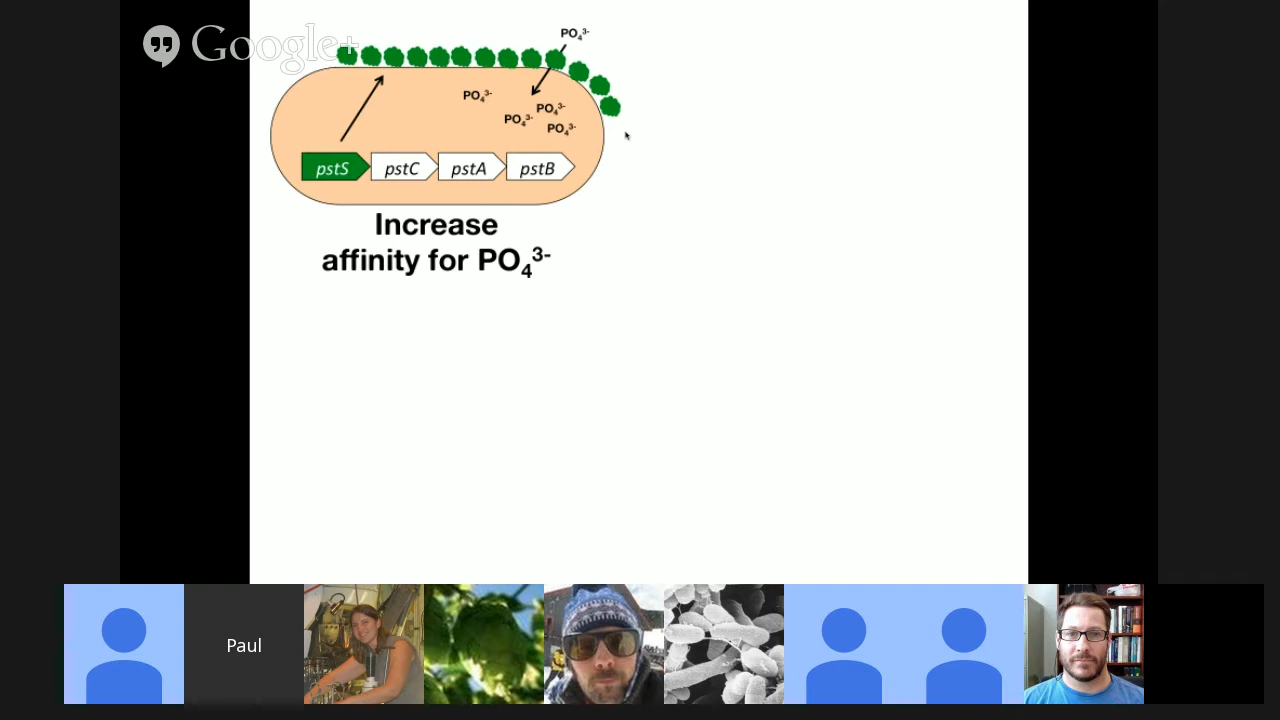 Google+
PO₄³⁻
PO₄³⁻
PO₄³⁻
PO₄³⁻
PO₄³⁻
pstS pstC pstA pstB
Increase
affinity for PO₄³⁻
Paul